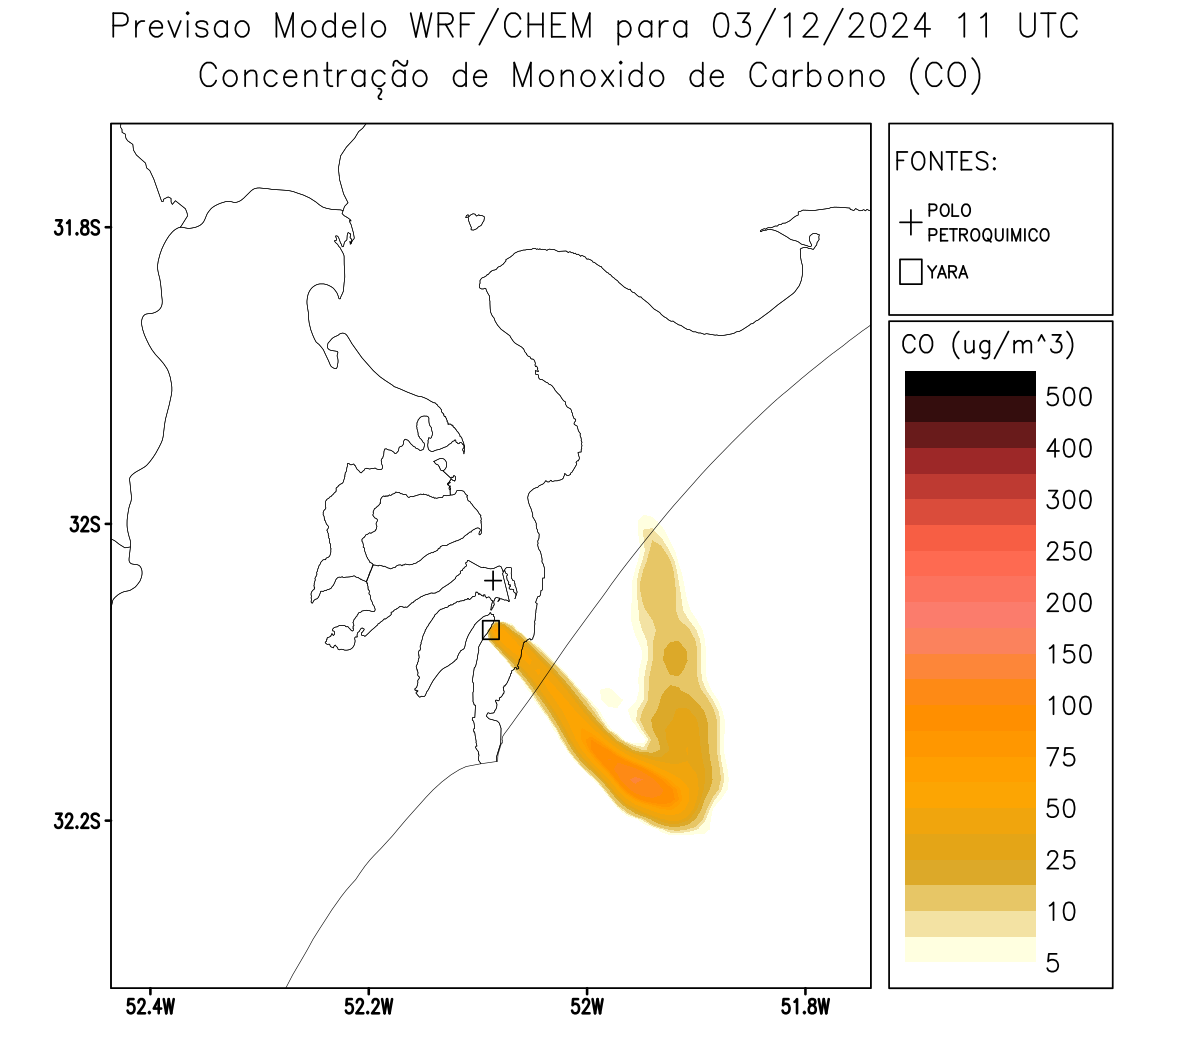 Previsao Modelo WRF/CHEM para 03/12/2024 11 UTC
Concentração de Monoxido de Carbono (CO)
FONTES:
POLO
PETROQUIMICO
YARA
CO (ug/m^3)
500
400
300
250
200
150
100
75
50
25
10
5
31.8S
32S
32.2S
52.4W
52.2W
52W
51.8W